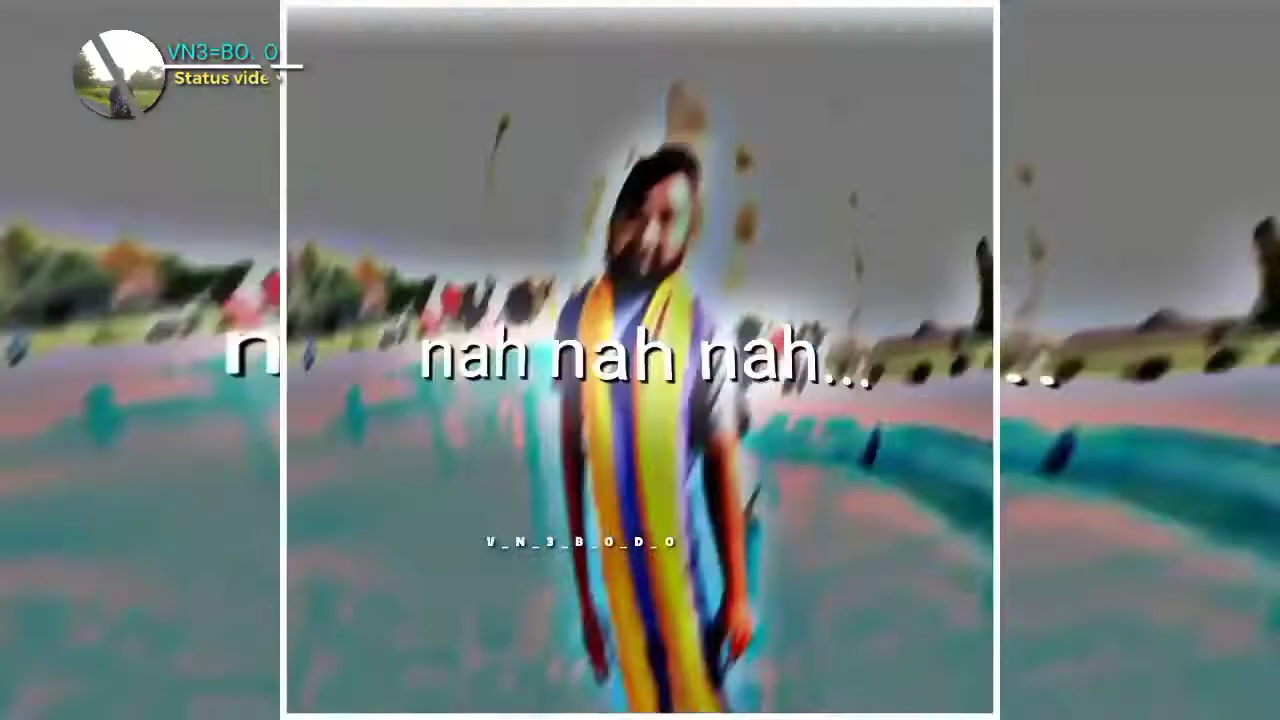 VN3=BO. O
Status vide
nah nah nah...
V_N_3_B_O_D_O